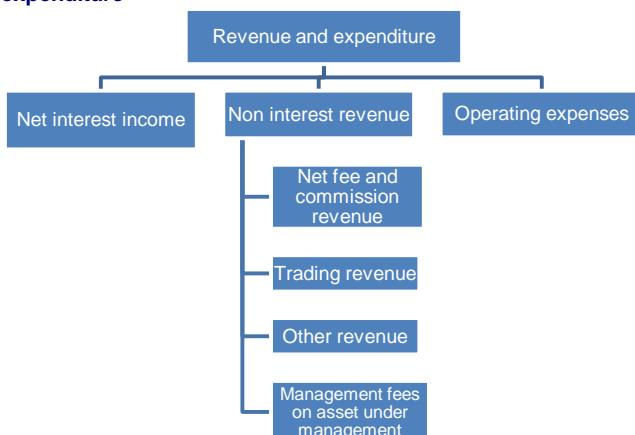 expenditure
Revenue and expenditure
Net interest income
Non interest revenue
Operating expenses
Net fee and
commission
revenue
Trading revenue
Other revenue
Management fees
on asset under
management